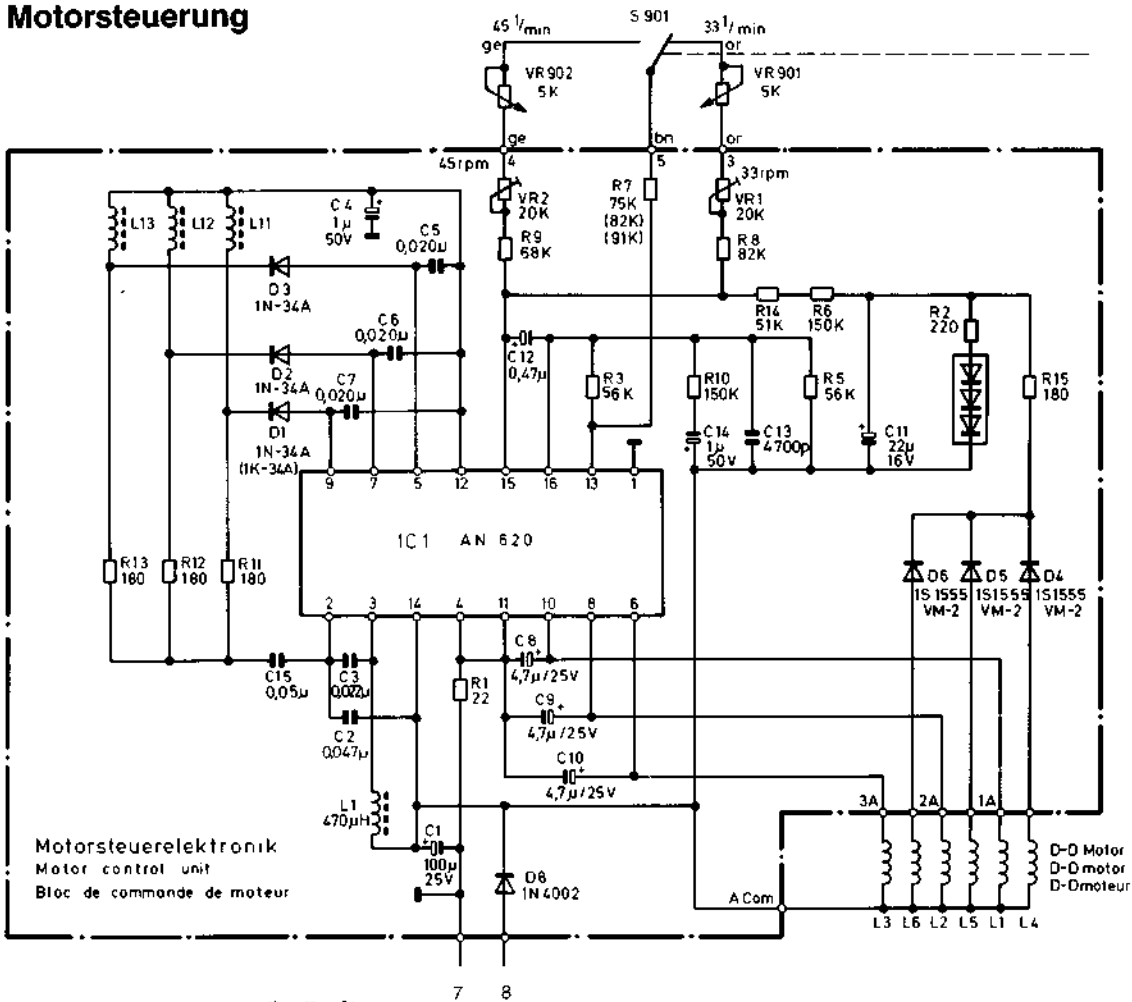 Motorsteuerung
45 1/min
S 901
33 1/min
ge
or
VR 902
5K
VR 901
5K
ge
bn
or
45rpm
4
5
3
33rpm
VR2
20K
R7
75K
(82K)
(91K)
VR1
20K
L13
L12
L11
C4
1µ
50V
+
C5
0,020µ
R9
68K
R8
82K
D3
1N-34A
R14
51K
R6
150K
R2
220
C6
0,020µ
+
C12
0,47µ
D2
1N-34A
C7
0,020µ
R3
56K
R10
150K
R5
56K
R15
180
D1
1N-34A
(1K-34A)
C14
1µ
50V
+
C13
4700p
+
C11
22µ
16V
9
7
5
12
15
16
13
1
IC1 AN 620
R13
180
R12
180
R11
180
D6
1S1555
VM-2
D5
1S1555
VM-2
D4
1S1555
VM-2
2
3
14
4
11
10
8
6
C15
0,05µ
C3
0,022µ
R1
22
C8
+
4,7µ/25V
C2
0,047µ
C9
+
4,7µ/25V
C10
+
4,7µ/25V
L1
470µH
+
C1
100µ
25V
3A
2A
1A
Motorsteuerelektronik
Motor control unit
Bloc de commande de moteur
D8
1N4002
A Com
D-D Motor
D-D motor
D-Dmoteur
L3
L6
L2
L5
L1
L4
7
8